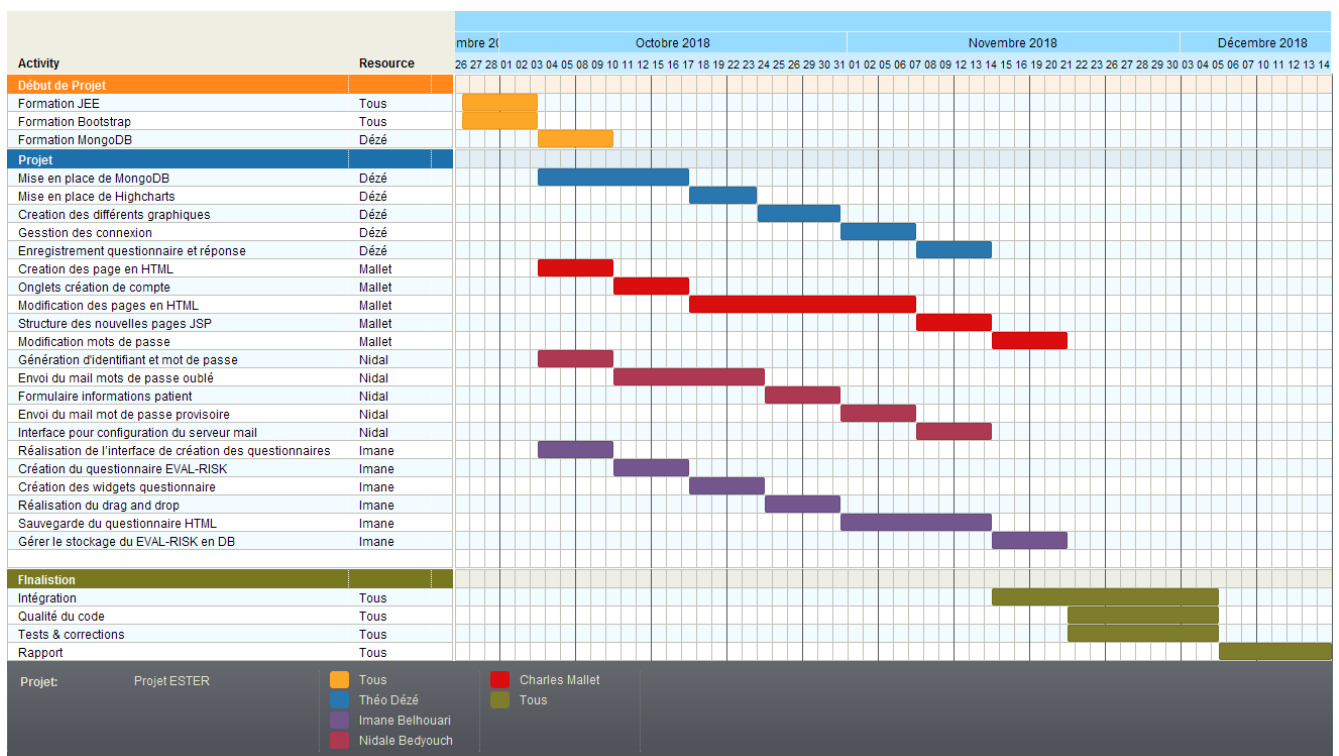 mbre 20 Octobre 2018 Novembre 2018 Décembre 2018
Activity Resource 26 27 28 01 02 03 04 05 08 09 10 11 12 15 16 17 18 19 22 23 24 25 26 29 30 31 01 02 05 06 07 08 09 12 13 14 15 16 19 20 21 22 23 26 27 28 29 30 03 04 05 06 07 10 11 12 13 14
Début de Projet
Formation JEE Tous
Formation Bootstrap Tous
Formation MongoDB Dézé
Projet
Mise en place de MongoDB Dézé
Mise en place de Highcharts Dézé
Creation des différents graphiques Dézé
Gesstion des connexion Dézé
Enregistrement questionnaire et réponse Dézé
Creation des page en HTML Mallet
Onglets création de compte Mallet
Modification des pages en HTML Mallet
Structure des nouvelles pages JSP Mallet
Modification mots de passe Mallet
Génération d'identifiant et mot de passe Nidal
Envoi du mail mots de passe oublé Nidal
Formulaire informations patient Nidal
Envoi du mail mot de passe provisoire Nidal
Interface pour configuration du serveur mail Nidal
Réalisation de l'interface de création des questionnaires Imane
Création du questionnaire EVAL-RISK Imane
Création des widgets questionnaire Imane
Réalisation du drag and drop Imane
Sauvegarde du questionnaire HTML Imane
Gérer le stockage du EVAL-RISK en DB Imane
FInalistion
Intégration Tous
Qualité du code Tous
Tests & corrections Tous
Rapport Tous
Projet: Projet ESTER Tous Charles Mallet
Théo Dézé Tous
Imane Belhouari
Nidale Bedyouch